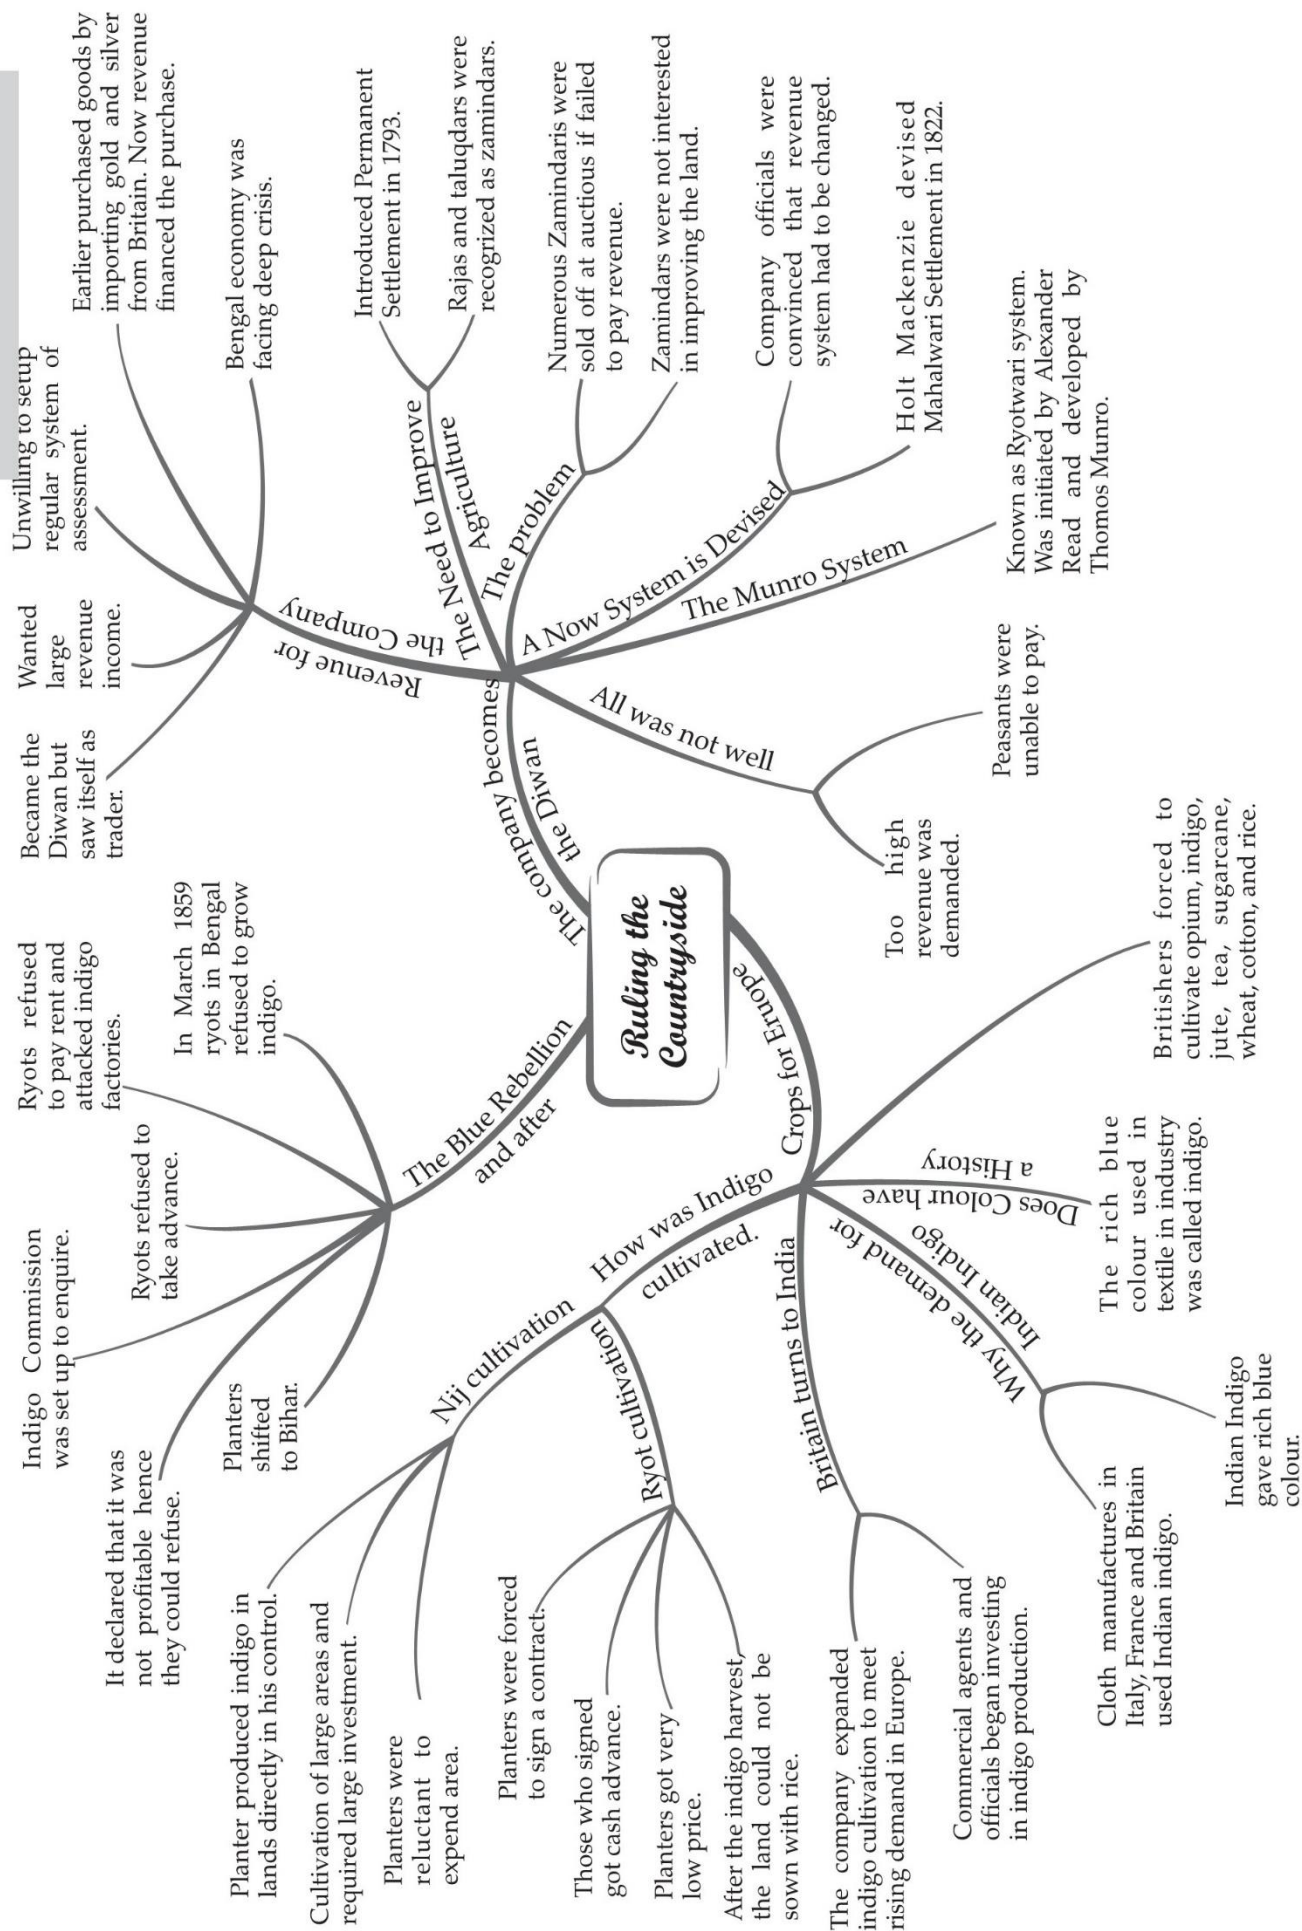 Ruling the
Countryside
The company becomes
the Diwan
Revenue for
the Company
Became the
Diwan but
saw itself as
trader.
Wanted
large
revenue
income.
Unwilling to setup
regular system of
assessment.
Earlier purchased goods by
importing gold and silver
from Britain. Now revenue
financed the purchase.
Bengal economy was
facing deep crisis.
The Need to Improve
Agriculture
Introduced Permanent
Settlement in 1793.
Rajas and taluqdars were
recogrized as zamindars.
The problem
Numerous Zamindaris were
sold off at auctious if failed
to pay revenue.
Zamindars were not interested
in improving the land.
A Now System is Devised
Company officials were
convinced that revenue
system had to be changed.
Holt Mackenzie devised
Mahalwari Settlement in 1822.
The Munro System
Known as Ryotwari system.
Was initiated by Alexander
Read and developed by
Thomos Munro.
All was not well
Peasants were
unable to pay.
Too high
revenue was
demanded.
Crops for Eruope
Britishers forced to
cultivate opium, indigo,
jute, tea, sugarcane,
wheat, cotton, and rice.
Does Colour have
a History
The rich blue
colour used in
textile in industry
was called indigo.
Why the demand for
Indian Indigo
Indian Indigo
gave rich blue
colour.
Cloth manufactures in
Italy, France and Britain
used Indian indigo.
Britain turns to India
Commercial agents and
officials began investing
in indigo production.
The company expanded
indigo cultivation to meet
rising demand in Europe.
How was Indigo
cultivated.
Ryot cultivation
After the indigo harvest,
the land could not be
sown with rice.
Planters got very
low price.
Those who signed
got cash advance.
Planters were forced
to sign a contract.
Nij cultivation
Planters were
reluctant to
expend area.
Cultivation of large areas and
required large investment.
Planter produced indigo in
lands directly in his control.
The Blue Rebellion
and after
Planters
shifted
to Bihar.
It declared that it was
not profitable hence
they could refuse.
Indigo Commission
was set up to enquire.
Ryots refused to
take advance.
Ryots refused
to pay rent and
attacked indigo
factories.
In March 1859
ryots in Bengal
refused to grow
indigo.